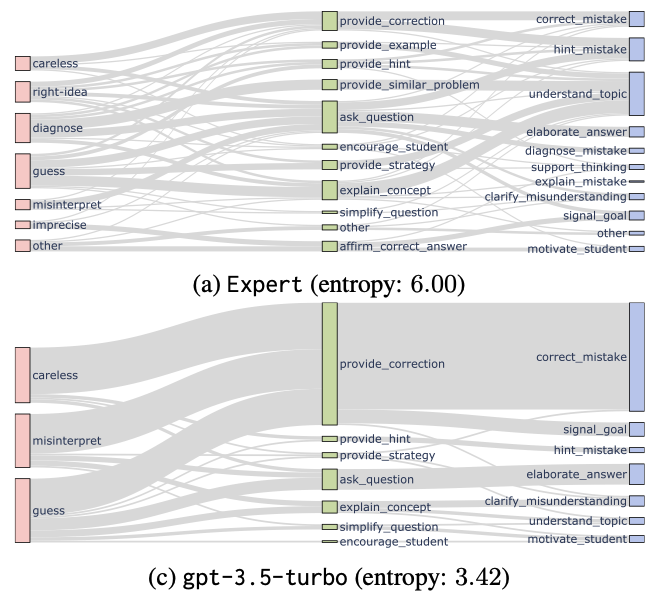 careless
right-idea
diagnose
guess
misinterpret
imprecise
other
provide_correction
provide_example
provide_hint
provide_similar_problem
ask_question
encourage_student
provide_strategy
explain_concept
simplify_question
other
affirm_correct_answer
correct_mistake
hint_mistake
understand_topic
elaborate_answer
diagnose_mistake
support_thinking
explain_mistake
clarify_misunderstanding
signal_goal
other
motivate_student
(a) Expert (entropy: 6.00)
careless
misinterpret
guess
provide_correction
provide_hint
provide_strategy
ask_question
explain_concept
simplify_question
encourage_student
correct_mistake
signal_goal
hint_mistake
elaborate_answer
clarify_misunderstanding
understand_topic
motivate_student
(c) gpt-3.5-turbo (entropy: 3.42)